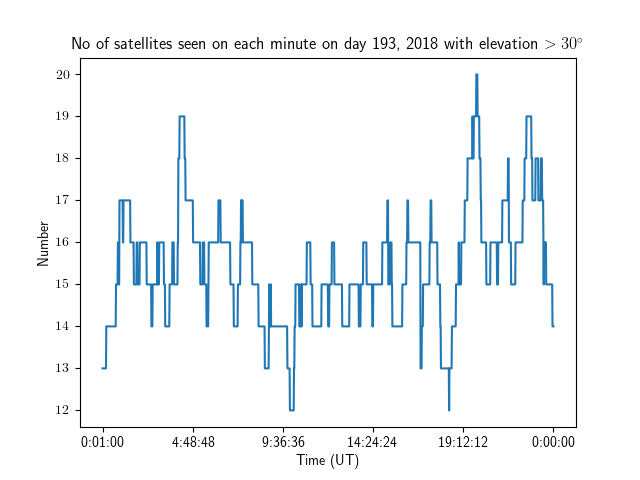 No of satellites seen on each minute on day 193, 2018 with elevation > 30°
20
19
18
17
16
15
14
13
12
Number
0:01:00 4:48:48 9:36:36 14:24:24 19:12:12 0:00:00
Time (UT)